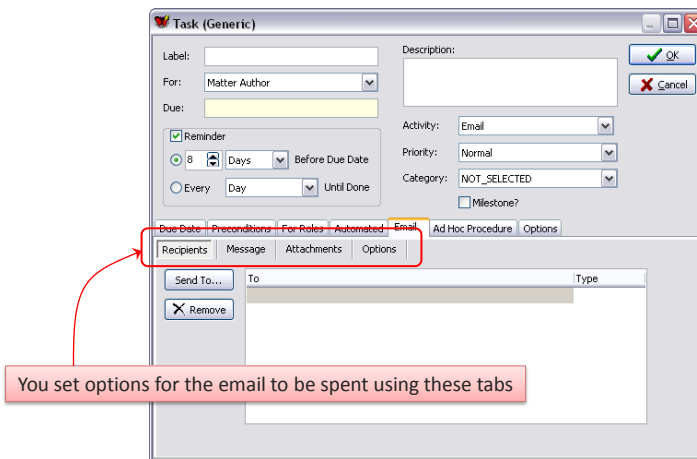 Task (Generic)
Label:
Description:
OK
For:
Matter Author
Cancel
Due:
Reminder
Activity:
Email
8
Days
Before Due Date
Priority:
Normal
Every
Day
Until Done
Category:
NOT_SELECTED
Milestone?
Due Date
Preconditions
For Roles
Automated
Email
Ad Hoc Procedure
Options
Recipients
Message
Attachments
Options
Send To...
To
Type
Remove
You set options for the email to be spent using these tabs